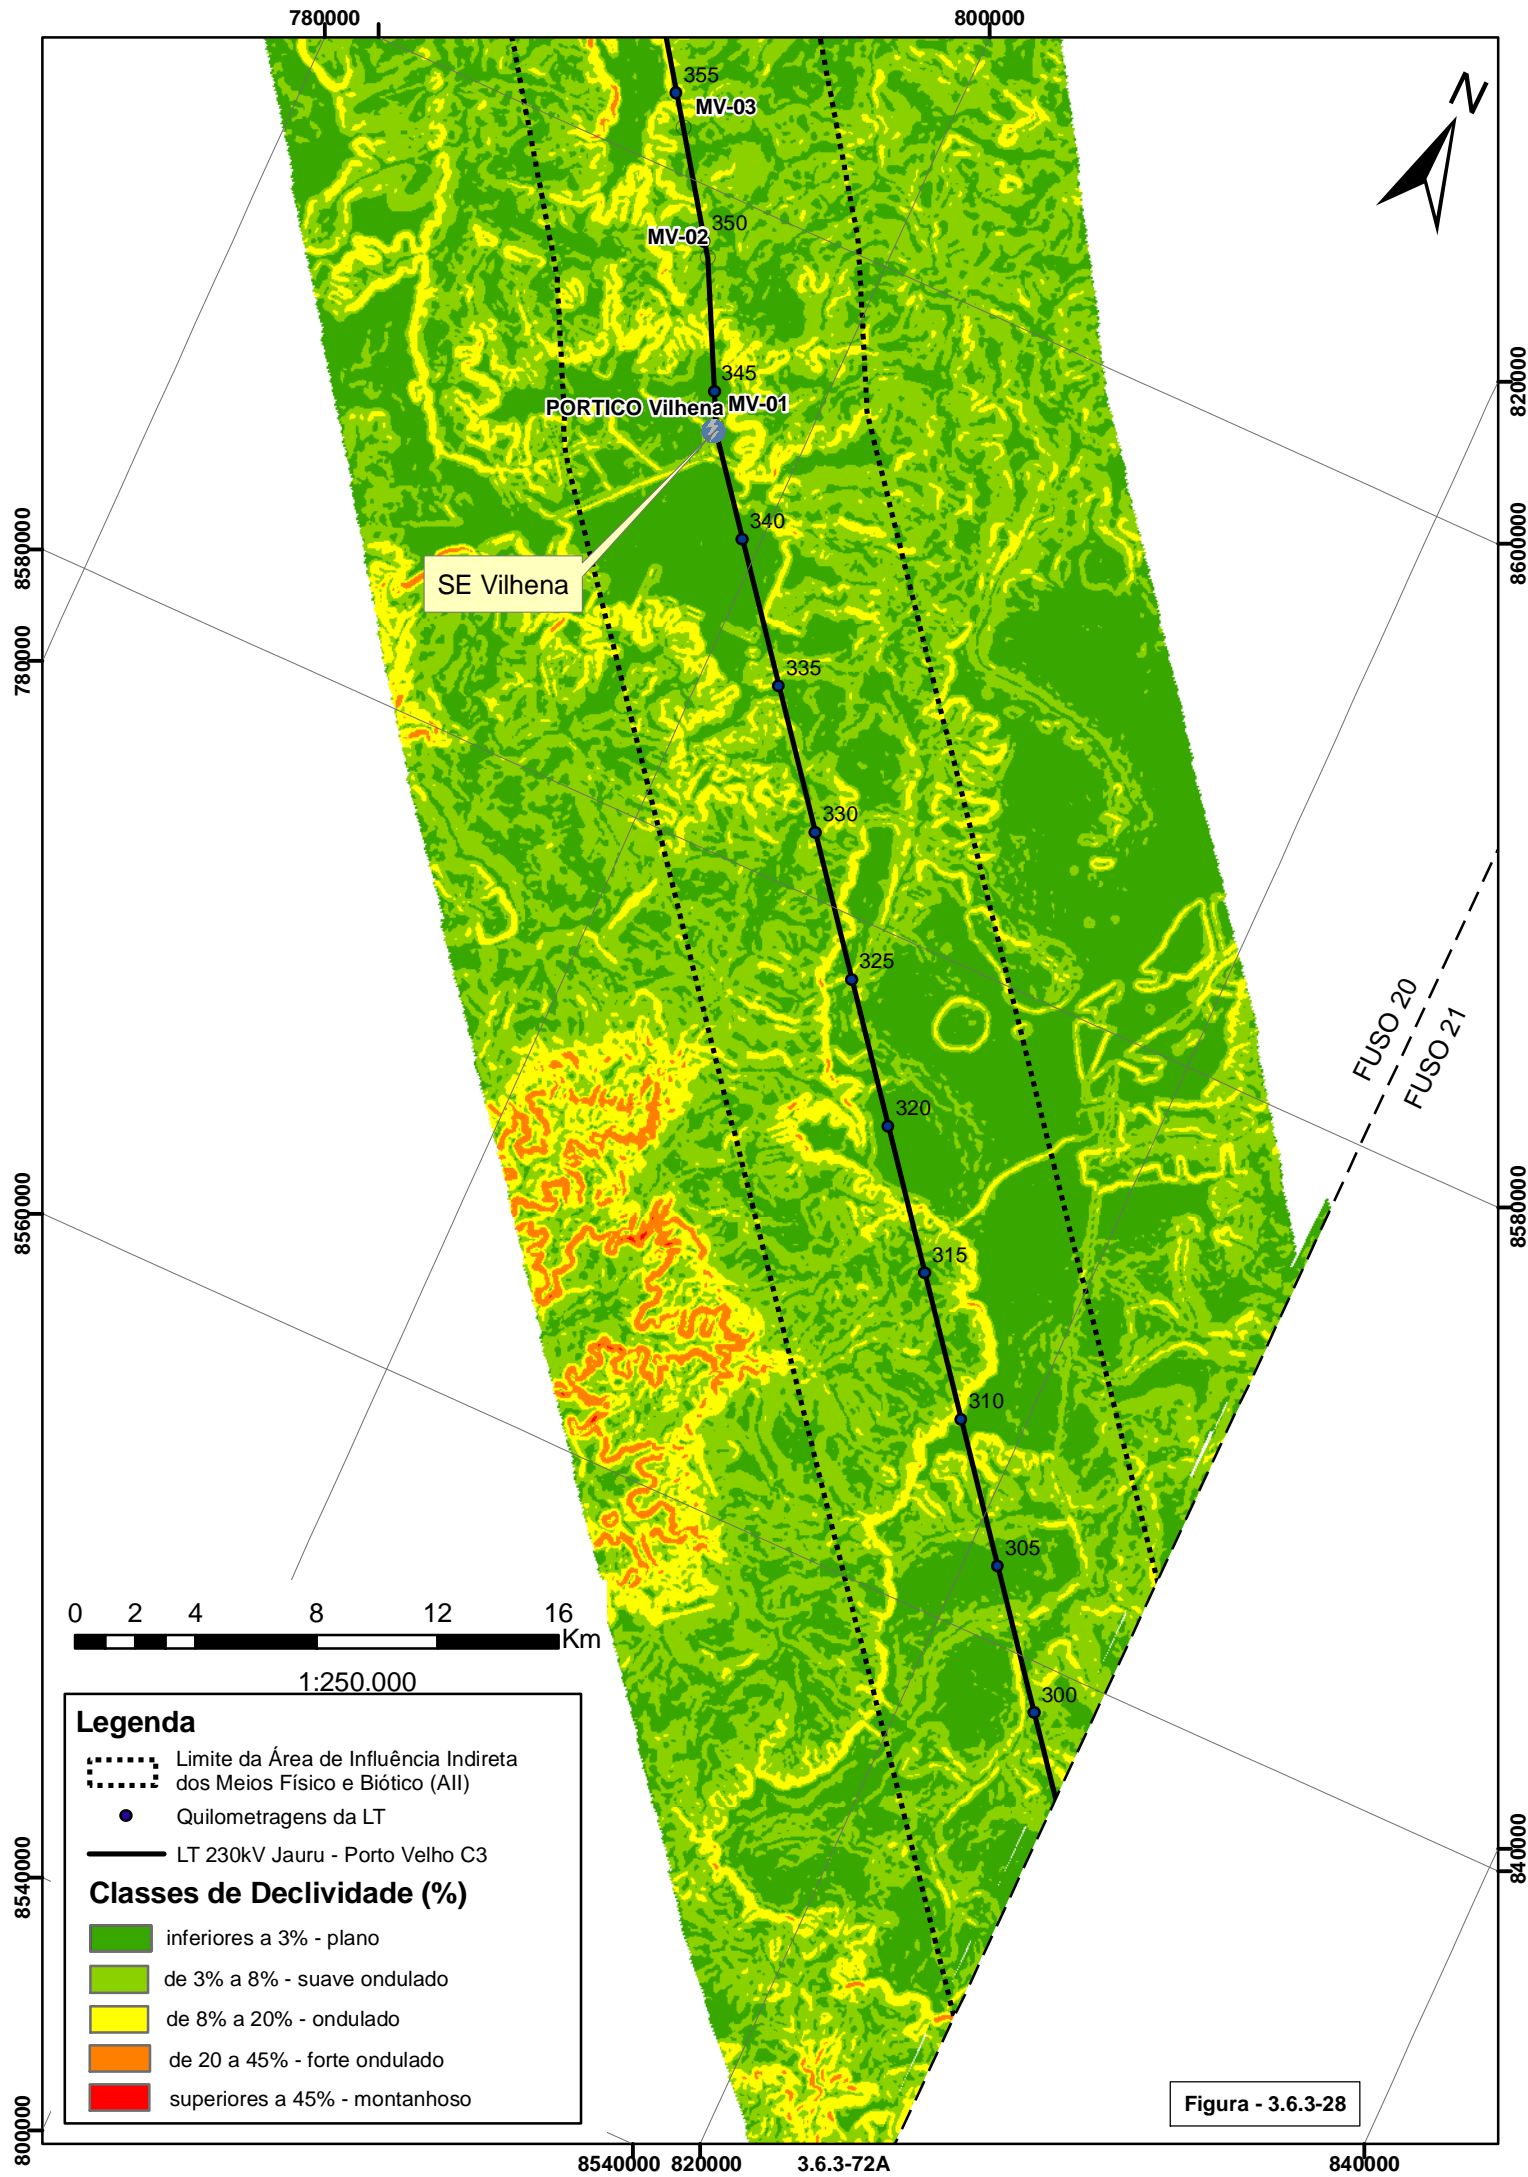 780000
800000
N
355
MV-03
350
MV-02
345
PORTICO Vilhena
MV-01
340
SE Vilhena
335
330
325
320
315
310
305
300
820000
8600000
8580000
840000
8580000
780000
8560000
8540000
800000
FUSO 20
FUSO 21
0 2 4 8 12 16
Km
1:250.000
Legenda
Limite da Área de Influência Indireta
dos Meios Físico e Biótico (AII)
Quilometragens da LT
LT 230kV Jauru - Porto Velho C3
Classes de Declividade (%)
inferiores a 3% - plano
de 3% a 8% - suave ondulado
de 8% a 20% - ondulado
de 20 a 45% - forte ondulado
superiores a 45% - montanhoso
Figura - 3.6.3-28
8540000
820000
3.6.3-72A
840000